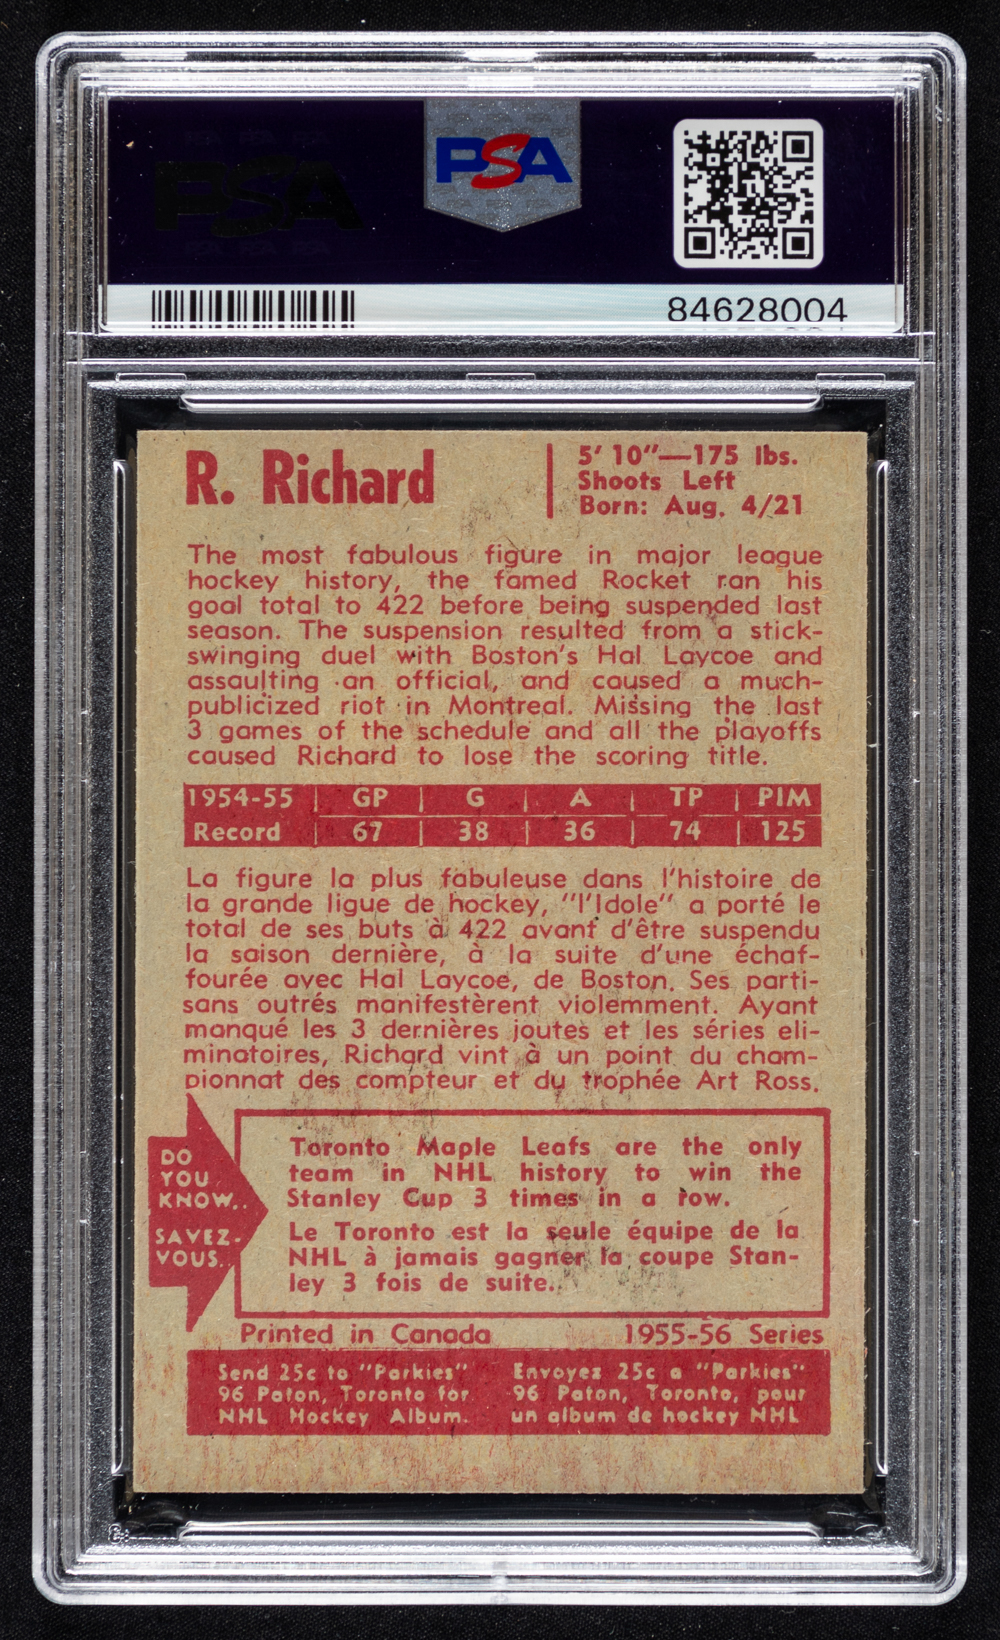 PSA
PSA
84628004
R. Richard
5' 10"—175 lbs.
Shoots Left
Born: Aug. 4/21
The most fabulous figure in major league
hockey history, the famed Rocket ran his
goal total to 422 before being suspended last
season. The suspension resulted from a stick-
swinging duel with Boston's Hal Laycoe and
assaulting an official, and caused a much-
publicized riot in Montreal. Missing the last
3 games of the schedule and all the playoffs
caused Richard to lose the scoring title.
1954-55 | GP | G | A | TP | PIM
Record | 67 | 38 | 36 | 74 | 125
La figure la plus fabuleuse dans l'histoire de
la grande ligue de hockey, "l'Idole" a porté le
total de ses buts à 422 avant d'être suspendu
la saison dernière, à la suite d'une échaf-
fourée avec Hal Laycoe, de Boston. Ses parti-
sans outrés manifestèrent violemment. Ayant
manqué les 3 dernières joutes et les séries eli-
minatoires, Richard vint à un point du cham-
pionnat des compteur et du trophée Art Ross.
DO
YOU
KNOW..
SAVEZ-
VOUS..
Toronto Maple Leafs are the only
team in NHL history to win the
Stanley Cup 3 times in a row.
Le Toronto est la seule équipe de la
NHL à jamais gagner la coupe Stan-
ley 3 fois de suite..
Printed in Canada
1955-56 Series
Send 25c to "Parkies"
96 Paton, Toronto for
NHL Hockey Album.
Envoyez 25c a "Parkies"
96 Paton, Toronto, pour
un album de hockey NHL